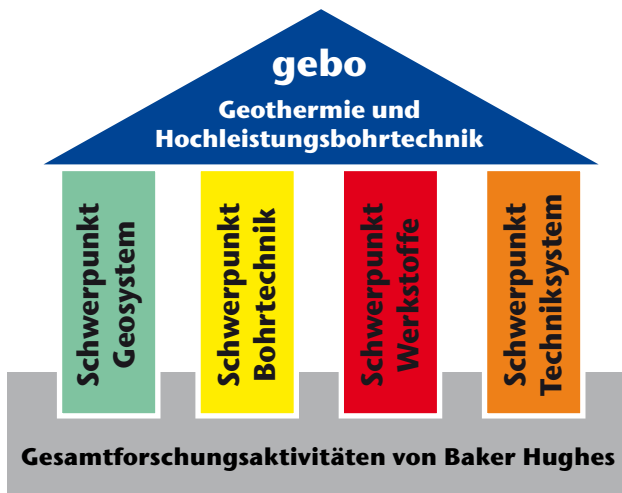 gebo
Geothermie und
Hochleistungsbohrtechnik
Schwerpunkt
Geosystem
Schwerpunkt
Bohrtechnik
Schwerpunkt
Werkstoffe
Schwerpunkt
Techniksystem
Gesamtforschungsaktivitäten von Baker Hughes